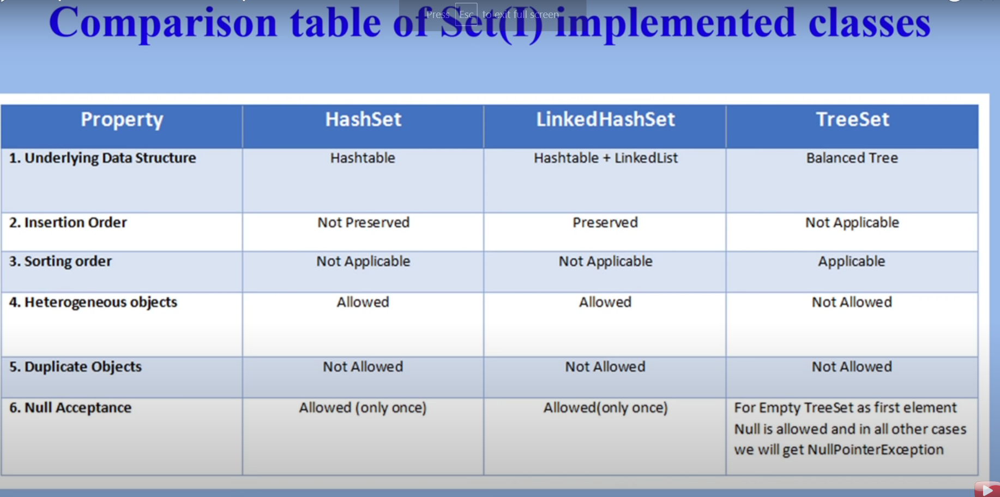 Comparison table of Set(I) implemented classes
Press Esc to exit full screen
Property HashSet LinkedHashSet TreeSet
1. Underlying Data Structure Hashtable Hashtable + LinkedList Balanced Tree
2. Insertion Order Not Preserved Preserved Not Applicable
3. Sorting order Not Applicable Not Applicable Applicable
4. Heterogeneous objects Allowed Allowed Not Allowed
5. Duplicate Objects Not Allowed Not Allowed Not Allowed
6. Null Acceptance Allowed (only once) Allowed(only once) For Empty TreeSet as first element
Null is allowed and in all other cases
we will get NullPointerException